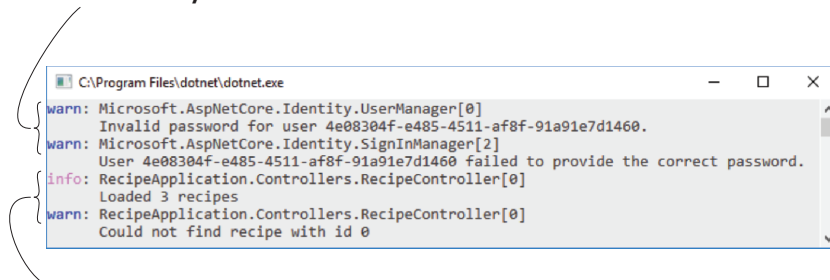 C:\Program Files\dotnet\dotnet.exe
warn: Microsoft.AspNetCore.Identity.UserManager[0]
Invalid password for user 4e08304f-e485-4511-af8f-91a91e7d1460.
warn: Microsoft.AspNetCore.Identity.SignInManager[2]
User 4e08304f-e485-4511-af8f-91a91e7d1460 failed to provide the correct password.
info: RecipeApplication.Controllers.RecipeController[0]
Loaded 3 recipes
warn: RecipeApplication.Controllers.RecipeController[0]
Could not find recipe with id 0